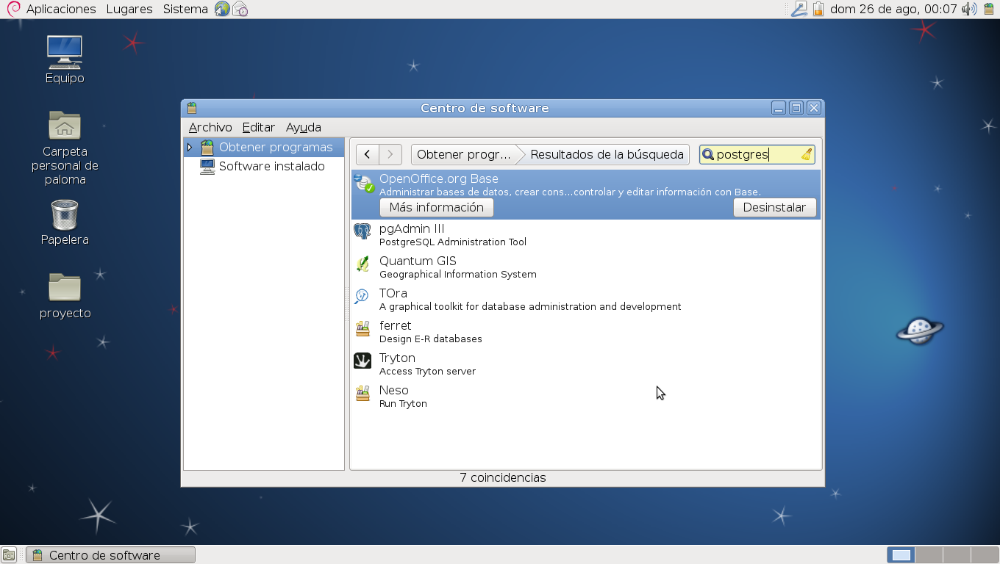 Aplicaciones Lugares Sistema dom 26 de ago, 00:07
Equipo
Carpeta
personal de
paloma
Papelera
proyecto
Centro de software
Archivo Editar Ayuda
Obtener programas
Software instalado
Obtener progr... Resultados de la búsqueda postgres
OpenOffice.org Base
Administrar bases de datos, crear cons...controlar y editar información con Base.
Más información Desinstalar
pgAdmin III
PostgreSQL Administration Tool
Quantum GIS
Geographical Information System
TOra
A graphical toolkit for database administration and development
ferret
Design E-R databases
Tryton
Access Tryton server
Neso
Run Tryton
7 coincidencias
Centro de software